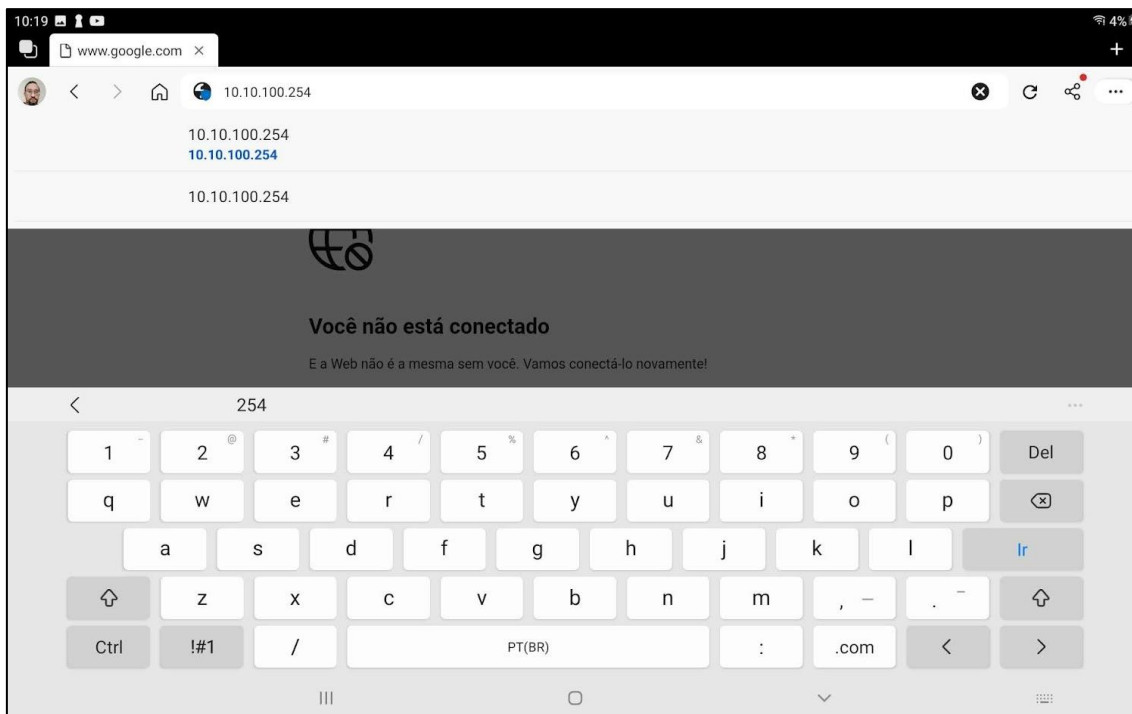 10:19 4%
www.google.com
10.10.100.254
10.10.100.254
10.10.100.254
10.10.100.254
Você não está conectado
E a Web não é a mesma sem você. Vamos conectá-lo novamente!
254
1 - 2 @ 3 # 4 / 5 % 6 ^ 7 & 8 * 9 ( 0 ) Del
q w e r t y u i o p
a s d f g h j k l Ir
z x c v b n m , — . -
Ctrl !#1 / PT(BR) : .com < >